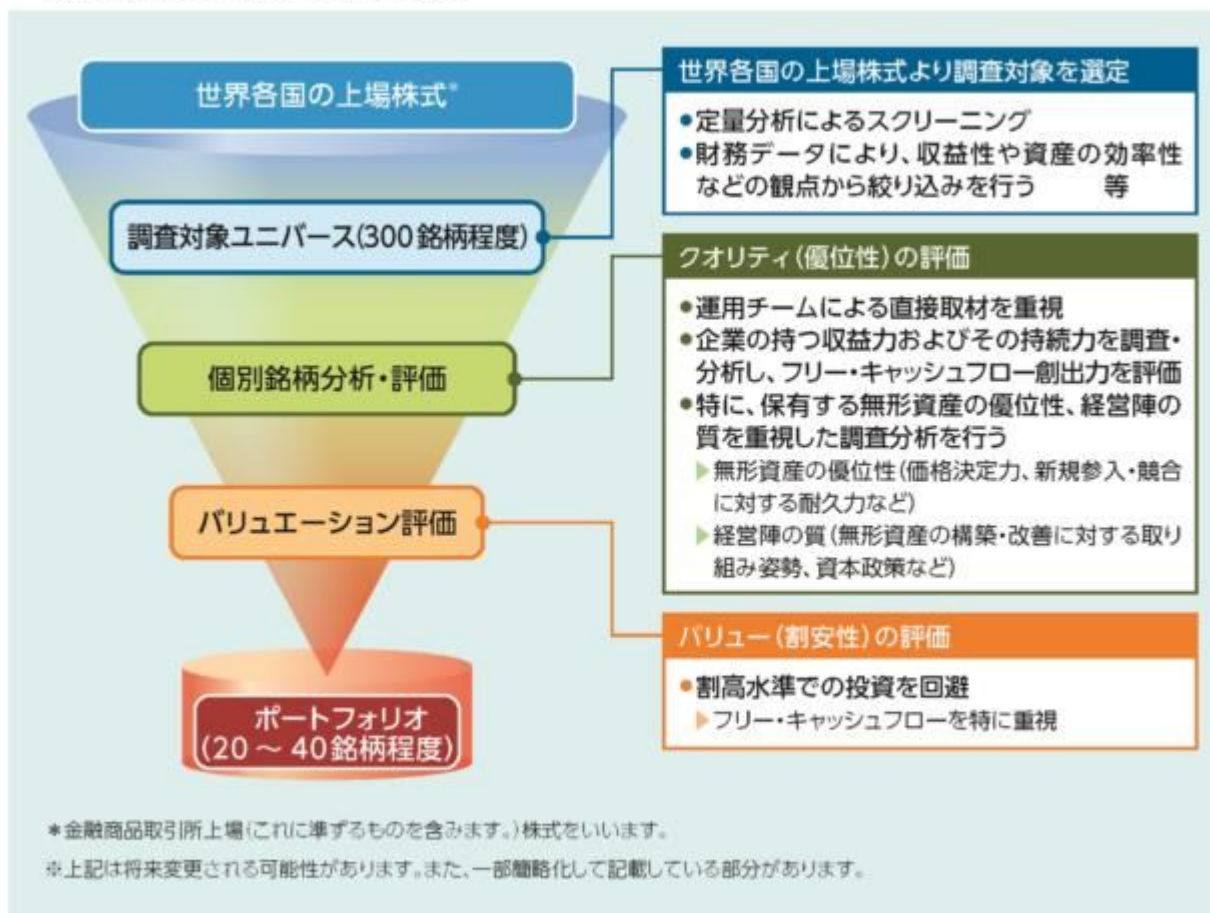 世界各国の上場株式*
調査対象ユニバース(300銘柄程度)
個別銘柄分析・評価
バリュエーション評価
ポートフォリオ
(20～40銘柄程度)
世界各国の上場株式より調査対象を選定
●定量分析によるスクリーニング
●財務データにより、収益性や資産の効率性
などの観点から絞り込みを行う 等
クオリティ(優位性)の評価
●運用チームによる直接取材を重視
●企業の持つ収益力およびその持続力を調査・
分析し、フリー・キャッシュフロー創出力を評価
●特に、保有する無形資産の優位性、経営陣の
質を重視した調査分析を行う
▶無形資産の優位性(価格決定力、新規参入・競合
に対する耐久力など)
▶経営陣の質(無形資産の構築・改善に対する取り
組み姿勢、資本政策など)
バリュー(割安性)の評価
●割高水準での投資を回避
▶フリー・キャッシュフローを特に重視
*金融商品取引所上場(これに準ずるものを含みます。)株式をいいます。
※上記は将来変更される可能性があります。また、一部簡略化して記載している部分があります。